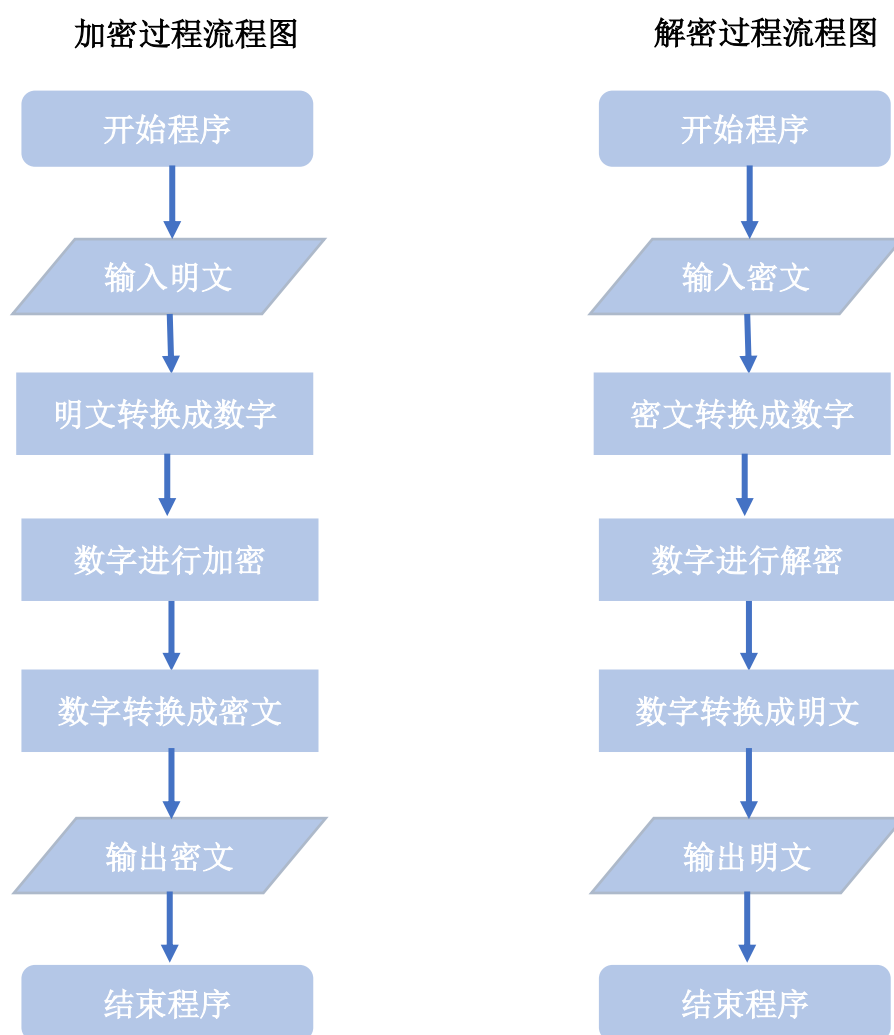 加密过程流程图
开始程序
输入明文
明文转换成数字
数字进行加密
数字转换成密文
输出密文
结束程序
解密过程流程图
开始程序
输入密文
密文转换成数字
数字进行解密
数字转换成明文
输出明文
结束程序